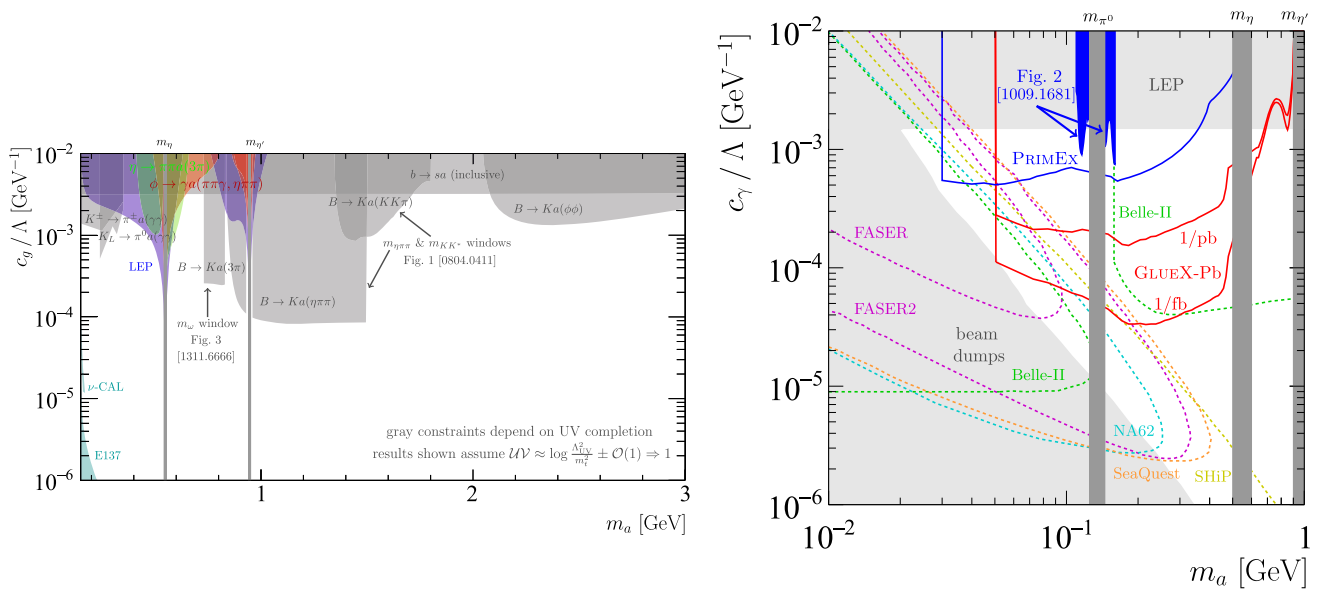 m_η
m_η'
10^-2
10^-3
10^-4
10^-5
10^-6
c_g/Λ [GeV^-1]
ϕ → γa(ππγ, ηππ)
K^± → π^± a(γγ)
K_L → π^0 a(γγ)
LEP
b → sa (inclusive)
B → Ka(KKπ)
B → Ka(ϕϕ)
B → Ka(3π)
B → Ka(ηππ)
m_ηππ & m_KK* windows
Fig. 1 [0804.0411]
m_ω window
Fig. 3
[1311.6666]
ν-CAL
E137
gray constraints depend on UV completion
results shown assume 𝒰𝒱 ≈ log Λ²_UV/m²_t ± 𝒪(1) ⇒ 1
1
2
3
m_a [GeV]
m_π^0
m_η
m_η'
10^-2
10^-3
10^-4
10^-5
10^-6
c_γ/Λ [GeV^-1]
Fig. 2
[1009.1681]
LEP
PRIMEX
Belle-II
1/pb
GLUEX-Pb
1/fb
FASER
FASER2
beam
dumps
Belle-II
NA62
SeaQuest
SHiP
10^-2
10^-1
1
m_a [GeV]